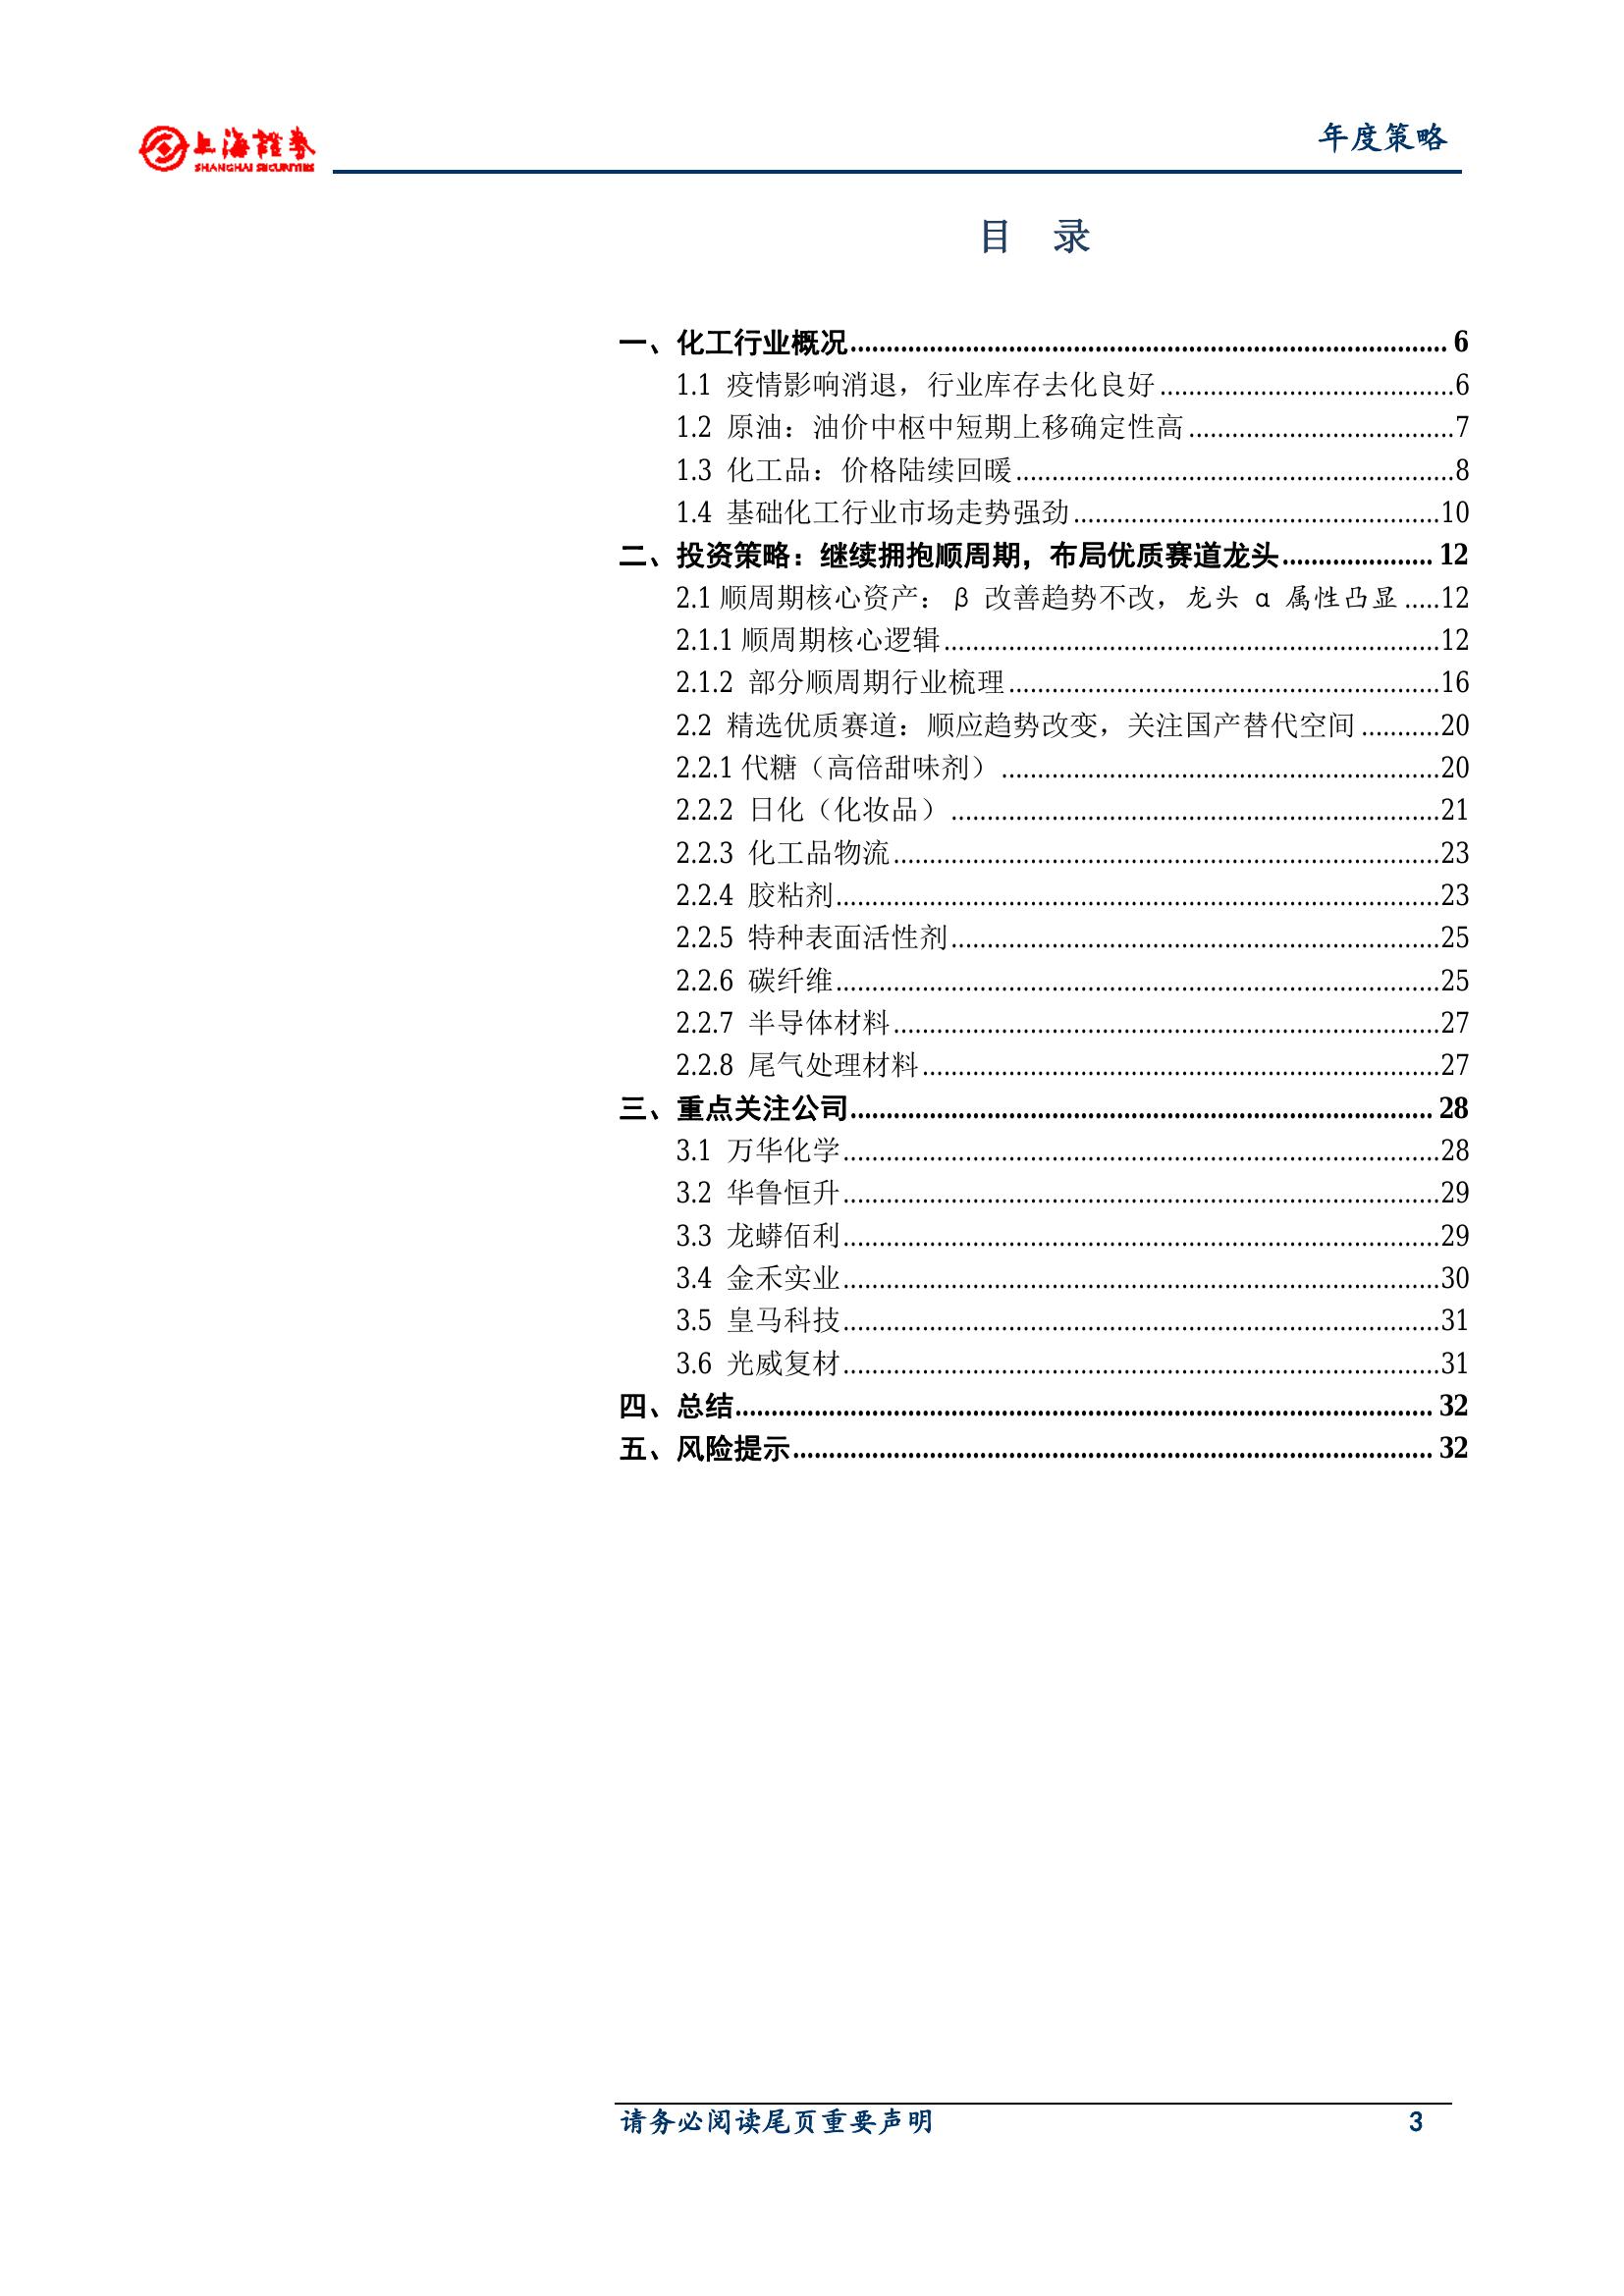 上海證券
SHANGHAI SECURITIES
年度策略
目 录
一、化工行业概况........................................ 6
1.1 疫情影响消退，行业库存去化良好........................................6
1.2 原油：油价中枢中短期上移确定性高........................................7
1.3 化工品：价格陆续回暖........................................8
1.4 基础化工行业市场走势强劲........................................10
二、投资策略：继续拥抱顺周期，布局优质赛道龙头..................... 12
2.1 顺周期核心资产：β 改善趋势不改，龙头 α 属性凸显.....12
2.1.1 顺周期核心逻辑........................................12
2.1.2 部分顺周期行业梳理........................................16
2.2 精选优质赛道：顺应趋势改变，关注国产替代空间...........20
2.2.1 代糖（高倍甜味剂）........................................20
2.2.2 日化（化妆品）........................................21
2.2.3 化工品物流........................................23
2.2.4 胶粘剂........................................23
2.2.5 特种表面活性剂........................................25
2.2.6 碳纤维........................................25
2.2.7 半导体材料........................................27
2.2.8 尾气处理材料........................................27
三、重点关注公司........................................ 28
3.1 万华化学........................................28
3.2 华鲁恒升........................................29
3.3 龙蟒佰利........................................29
3.4 金禾实业........................................30
3.5 皇马科技........................................31
3.6 光威复材........................................31
四、总结........................................ 32
五、风险提示........................................ 32
请务必阅读尾页重要声明 3